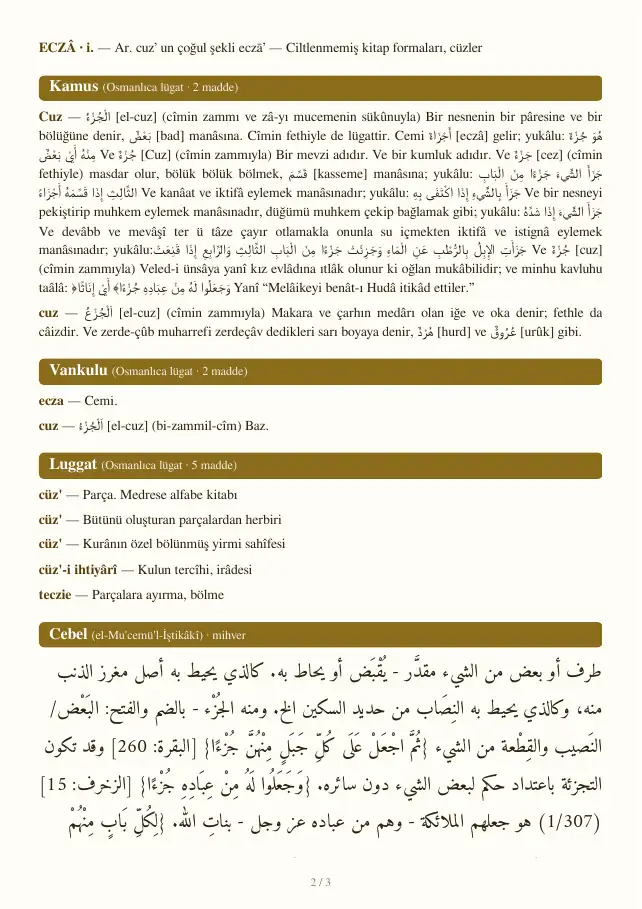 ECZÂ · i. — Ar. cuz’ un çoğul şekli eczā’ — Ciltlenmemiş kitap formaları, cüzler
Kamus (Osmanlıca lügat · 2 madde)
Cuz — اَلْجُزْءُ [el-cuz] (cîmin zammı ve zâ-yı mucemenin sükûnuyla) Bir nesnenin bir pâresine ve bir
bölüğüne denir, بَعْضٌ [bad] manâsına. Cîmin fethiyle de lügattir. Cemi أَجْزَاءٌ [eczâ] gelir; yukâlu: هُوَ جُزْءٌ
مِنْهُ أَيْ بَعْضٌ Ve جُزْءٌ [Cuz] (cîmin zammıyla) Bir mevzi adıdır. Ve bir kumluk adıdır. Ve جَزْءٌ [cez] (cîmin
fethiyle) masdar olur, bölük bölük bölmek, قَسْمَ [kasseme] manâsına; yukâlu: جَزَأَ الشَّيْءَ جَزْءًا مِنَ الْبَابِ
الثَّالِثِ إِذَا قَسَّمَهُ أَجْزَاءً Ve kanâat ve iktifâ eylemek manâsınadır; yukâlu: جَزَأَ بِالشَّيْءِ إِذَا اكْتَفَى بِهِ Ve bir nesneyi
pekiştirip muhkem eylemek manâsınadır, düğümü muhkem çekip bağlamak gibi; yukâlu: جَزَأَ الشَّيْءَ إِذَا شَدَّهُ
Ve devâbb ve mevâşî ter ü tâze çayır otlamakla onunla su içmekten iktifâ ve istignâ eylemek
manâsınadır; yukâlu: جَزَأَتِ الْإِبِلُ بِالرُّطْبِ عَنِ الْمَاءِ وَجَزِئَتْ جَزْءًا مِنَ الْبَابِ الثَّالِثِ وَالرَّابِعِ إِذَا قَنِعَتْ Ve جُزْءٌ [cuz]
(cîmin zammıyla) Veled-i ünsâya yanî kız evlâdına ıtlâk olunur ki oğlan mukâbilidir; ve minhu kavluhu
taâlâ: ﴿وَجَعَلُوا لَهُ مِنْ عِبَادِهِ جُزْءًا﴾ أَيْ إِنَاثًا Yanî “Melâikeyi benât-ı Hudâ itikâd ettiler.”
cuz — اَلْجُزْعُ [el-cuz] (cîmin zammıyla) Makara ve çarhın medârı olan iğe ve oka denir; fethle da
câizdir. Ve zerde-çûb muharrefi zerdeçâv dedikleri sarı boyaya denir, هُرْدٌ [hurd] ve عُرُوقٌ [urûk] gibi.
Vankulu (Osmanlıca lügat · 2 madde)
ecza — Cemi.
cuz — اَلْجُزْءُ [el-cuz] (bi-zammil-cîm) Baz.
Luggat (Osmanlıca lügat · 5 madde)
cüz' — Parça. Medrese alfabe kitabı
cüz' — Bütünü oluşturan parçalardan herbiri
cüz' — Kurânın özel bölünmüş yirmi sahîfesi
cüz'-i ihtiyârî — Kulun tercîhi, irâdesi
teczie — Parçalara ayırma, bölme
Cebel (el-Mu'cemü'l-İştikâkî) · mihver
طرف أو بعض من الشيء مقدَّر - يُقْبَض أو يحاط به. كالذي يحيط به أصل مغرز الذنب
منه، وكالذي يحيط به النِصَاب من حديد السكين الخ. ومنه الجُزْء - بالضم والفتح: البَعْض/
النَصيب والقِطْعة من الشيء {ثُمَّ اجْعَلْ عَلَى كُلِّ جَبَلٍ مِنْهُنَّ جُزْءًا} [البقرة: 260] وقد تكون
التجزئة باعتداد حكم لبعض الشيء دون سائره. {وَجَعَلُوا لَهُ مِنْ عِبَادِهِ جُزْءًا} [الزخرف: 15]
(1/307) هو جعلهم الملائكة - وهم من عباده عز وجل - بناتِ الله. {لِكُلِّ بَابٍ مِنْهُمْ
2 / 3